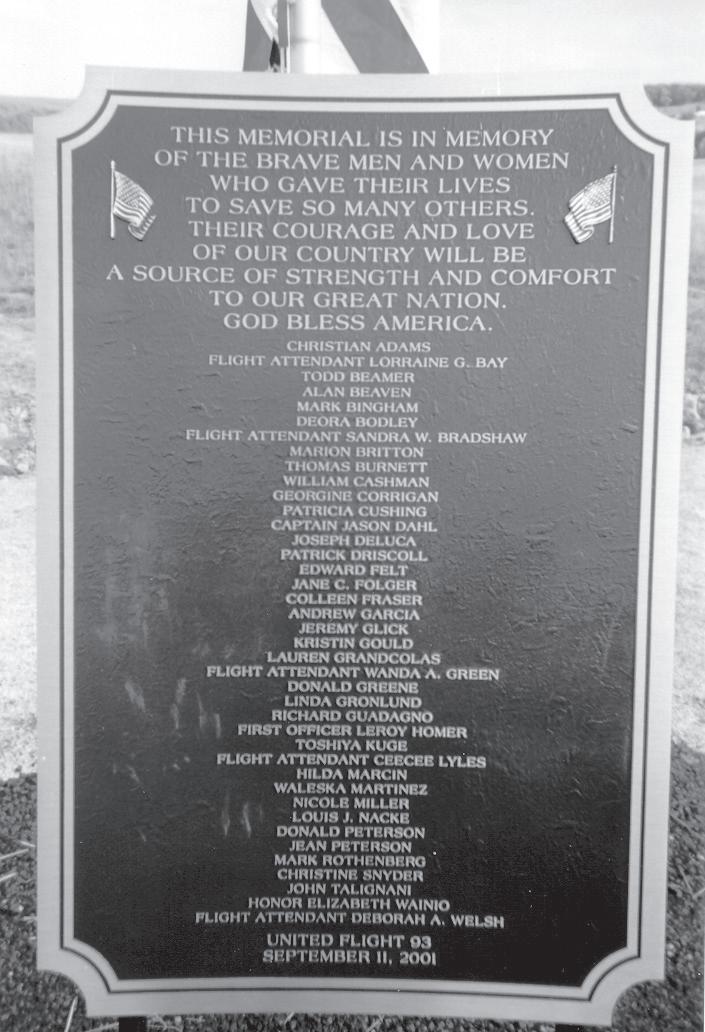 THIS MEMORIAL IS IN MEMORY
OF THE BRAVE MEN AND WOMEN
WHO GAVE THEIR LIVES
TO SAVE SO MANY OTHERS.
THEIR COURAGE AND LOVE
OF OUR COUNTRY WILL BE
A SOURCE OF STRENGTH AND COMFORT
TO OUR GREAT NATION.
GOD BLESS AMERICA.
CHRISTIAN ADAMS
FLIGHT ATTENDANT LORRAINE G. BAY
TODD BEAMER
ALAN BEAVEN
MARK BINGHAM
DEORA BODLEY
FLIGHT ATTENDANT SANDRA W. BRADSHAW
MARION BRITTON
THOMAS BURNETT
WILLIAM CASHMAN
GEORGINE CORRIGAN
PATRICIA CUSHING
CAPTAIN JASON DAHL
JOSEPH DELUCA
PATRICK DRISCOLL
EDWARD FELT
JANE C. FOLGER
COLLEEN FRASER
ANDREW GARCIA
JEREMY GLICK
KRISTIN GOULD
LAUREN GRANDCOLAS
FLIGHT ATTENDANT WANDA A. GREEN
DONALD GREENE
LINDA GRONLUND
RICHARD GUADAGNO
FIRST OFFICER LEROY HOMER
TOSHIYA KUGE
FLIGHT ATTENDANT CEECEE LYLES
HILDA MARCIN
WALESKA MARTINEZ
NICOLE MILLER
LOUIS J. NACKE
DONALD PETERSON
JEAN PETERSON
MARK ROTHENBERG
CHRISTINE SNYDER
JOHN TALIGNANI
HONOR ELIZABETH WAINIO
FLIGHT ATTENDANT DEBORAH A. WELSH
UNITED FLIGHT 93
SEPTEMBER 11, 2001